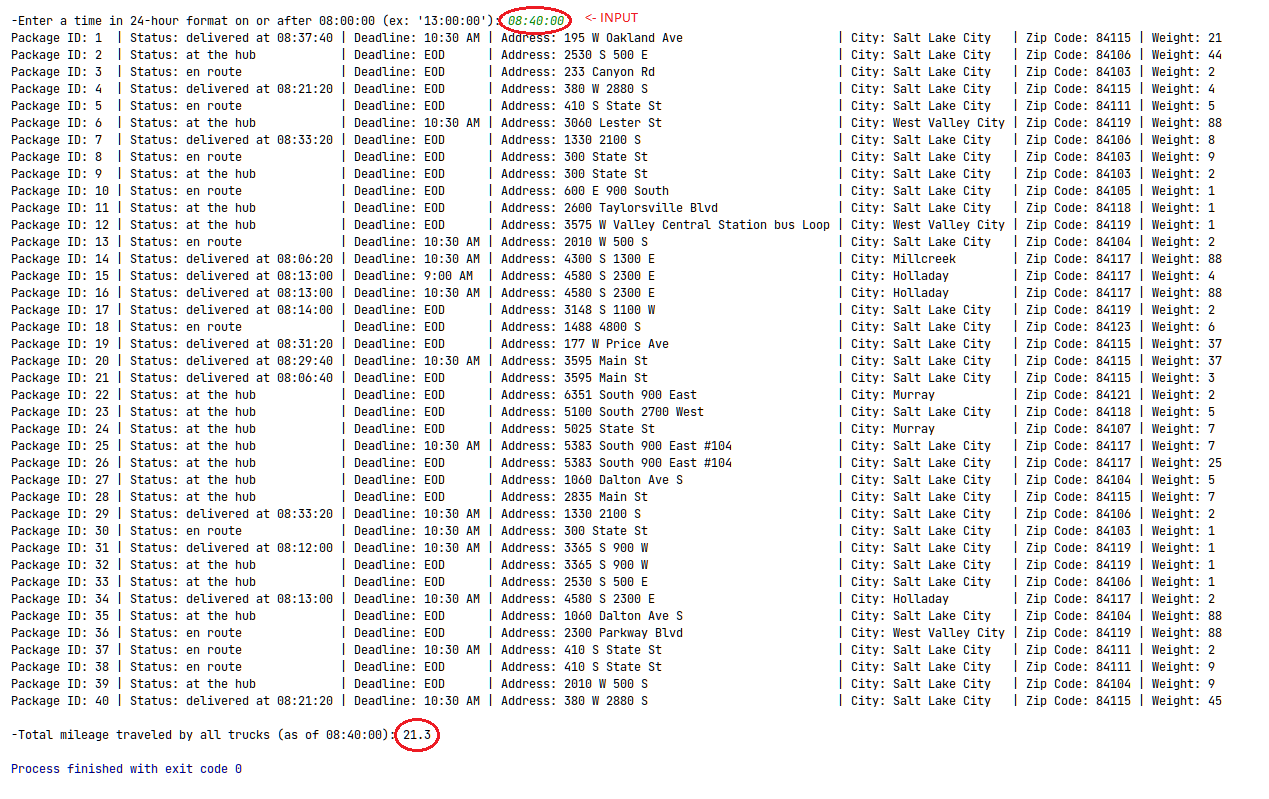 -Enter a time in 24-hour format on or after 08:00:00 (ex: '13:00:00'): 08:40:00 <- INPUT
Package ID: 1 | Status: delivered at 08:37:40 | Deadline: 10:30 AM | Address: 195 W Oakland Ave | City: Salt Lake City | Zip Code: 84115 | Weight: 21
Package ID: 2 | Status: at the hub | Deadline: EOD | Address: 2530 S 500 E | City: Salt Lake City | Zip Code: 84106 | Weight: 44
Package ID: 3 | Status: en route | Deadline: EOD | Address: 233 Canyon Rd | City: Salt Lake City | Zip Code: 84103 | Weight: 2
Package ID: 4 | Status: delivered at 08:21:20 | Deadline: EOD | Address: 380 W 2880 S | City: Salt Lake City | Zip Code: 84115 | Weight: 4
Package ID: 5 | Status: en route | Deadline: EOD | Address: 410 S State St | City: Salt Lake City | Zip Code: 84111 | Weight: 5
Package ID: 6 | Status: at the hub | Deadline: 10:30 AM | Address: 3060 Lester St | City: West Valley City | Zip Code: 84119 | Weight: 88
Package ID: 7 | Status: delivered at 08:33:20 | Deadline: EOD | Address: 1330 2100 S | City: Salt Lake City | Zip Code: 84106 | Weight: 8
Package ID: 8 | Status: en route | Deadline: EOD | Address: 300 State St | City: Salt Lake City | Zip Code: 84103 | Weight: 9
Package ID: 9 | Status: at the hub | Deadline: EOD | Address: 300 State St | City: Salt Lake City | Zip Code: 84103 | Weight: 2
Package ID: 10 | Status: en route | Deadline: EOD | Address: 600 E 900 South | City: Salt Lake City | Zip Code: 84105 | Weight: 1
Package ID: 11 | Status: at the hub | Deadline: EOD | Address: 2600 Taylorsville Blvd | City: Salt Lake City | Zip Code: 84118 | Weight: 1
Package ID: 12 | Status: at the hub | Deadline: EOD | Address: 3575 W Valley Central Station bus Loop | City: West Valley City | Zip Code: 84119 | Weight: 1
Package ID: 13 | Status: en route | Deadline: 10:30 AM | Address: 2010 W 500 S | City: Salt Lake City | Zip Code: 84104 | Weight: 2
Package ID: 14 | Status: delivered at 08:06:20 | Deadline: 10:30 AM | Address: 4300 S 1300 E | City: Millcreek | Zip Code: 84117 | Weight: 88
Package ID: 15 | Status: delivered at 08:13:00 | Deadline: 9:00 AM | Address: 4580 S 2300 E | City: Holladay | Zip Code: 84117 | Weight: 4
Package ID: 16 | Status: delivered at 08:13:00 | Deadline: 10:30 AM | Address: 4580 S 2300 E | City: Holladay | Zip Code: 84117 | Weight: 88
Package ID: 17 | Status: delivered at 08:14:00 | Deadline: EOD | Address: 3148 S 1100 W | City: Salt Lake City | Zip Code: 84119 | Weight: 2
Package ID: 18 | Status: en route | Deadline: EOD | Address: 1488 4800 S | City: Salt Lake City | Zip Code: 84123 | Weight: 6
Package ID: 19 | Status: delivered at 08:31:20 | Deadline: EOD | Address: 177 W Price Ave | City: Salt Lake City | Zip Code: 84115 | Weight: 37
Package ID: 20 | Status: delivered at 08:29:40 | Deadline: 10:30 AM | Address: 3595 Main St | City: Salt Lake City | Zip Code: 84115 | Weight: 37
Package ID: 21 | Status: delivered at 08:06:40 | Deadline: EOD | Address: 3595 Main St | City: Salt Lake City | Zip Code: 84115 | Weight: 3
Package ID: 22 | Status: at the hub | Deadline: EOD | Address: 6351 South 900 East | City: Murray | Zip Code: 84121 | Weight: 2
Package ID: 23 | Status: at the hub | Deadline: EOD | Address: 5100 South 2700 West | City: Salt Lake City | Zip Code: 84118 | Weight: 5
Package ID: 24 | Status: at the hub | Deadline: EOD | Address: 5025 State St | City: Murray | Zip Code: 84107 | Weight: 7
Package ID: 25 | Status: at the hub | Deadline: 10:30 AM | Address: 5383 South 900 East #104 | City: Salt Lake City | Zip Code: 84117 | Weight: 7
Package ID: 26 | Status: at the hub | Deadline: EOD | Address: 5383 South 900 East #104 | City: Salt Lake City | Zip Code: 84117 | Weight: 25
Package ID: 27 | Status: at the hub | Deadline: EOD | Address: 1060 Dalton Ave S | City: Salt Lake City | Zip Code: 84104 | Weight: 5
Package ID: 28 | Status: at the hub | Deadline: EOD | Address: 2835 Main St | City: Salt Lake City | Zip Code: 84115 | Weight: 7
Package ID: 29 | Status: delivered at 08:33:20 | Deadline: 10:30 AM | Address: 1330 2100 S | City: Salt Lake City | Zip Code: 84106 | Weight: 2
Package ID: 30 | Status: en route | Deadline: 10:30 AM | Address: 300 State St | City: Salt Lake City | Zip Code: 84103 | Weight: 1
Package ID: 31 | Status: delivered at 08:12:00 | Deadline: 10:30 AM | Address: 3365 S 900 W | City: Salt Lake City | Zip Code: 84119 | Weight: 1
Package ID: 32 | Status: at the hub | Deadline: EOD | Address: 3365 S 900 W | City: Salt Lake City | Zip Code: 84119 | Weight: 1
Package ID: 33 | Status: at the hub | Deadline: EOD | Address: 2530 S 500 E | City: Salt Lake City | Zip Code: 84106 | Weight: 1
Package ID: 34 | Status: delivered at 08:13:00 | Deadline: 10:30 AM | Address: 4580 S 2300 E | City: Holladay | Zip Code: 84117 | Weight: 2
Package ID: 35 | Status: at the hub | Deadline: EOD | Address: 1060 Dalton Ave S | City: Salt Lake City | Zip Code: 84104 | Weight: 88
Package ID: 36 | Status: en route | Deadline: EOD | Address: 2300 Parkway Blvd | City: West Valley City | Zip Code: 84119 | Weight: 88
Package ID: 37 | Status: en route | Deadline: 10:30 AM | Address: 410 S State St | City: Salt Lake City | Zip Code: 84111 | Weight: 2
Package ID: 38 | Status: en route | Deadline: EOD | Address: 410 S State St | City: Salt Lake City | Zip Code: 84111 | Weight: 9
Package ID: 39 | Status: at the hub | Deadline: EOD | Address: 2010 W 500 S | City: Salt Lake City | Zip Code: 84104 | Weight: 9
Package ID: 40 | Status: delivered at 08:21:20 | Deadline: 10:30 AM | Address: 380 W 2880 S | City: Salt Lake City | Zip Code: 84115 | Weight: 45
-Total mileage traveled by all trucks (as of 08:40:00): 21.3
Process finished with exit code 0